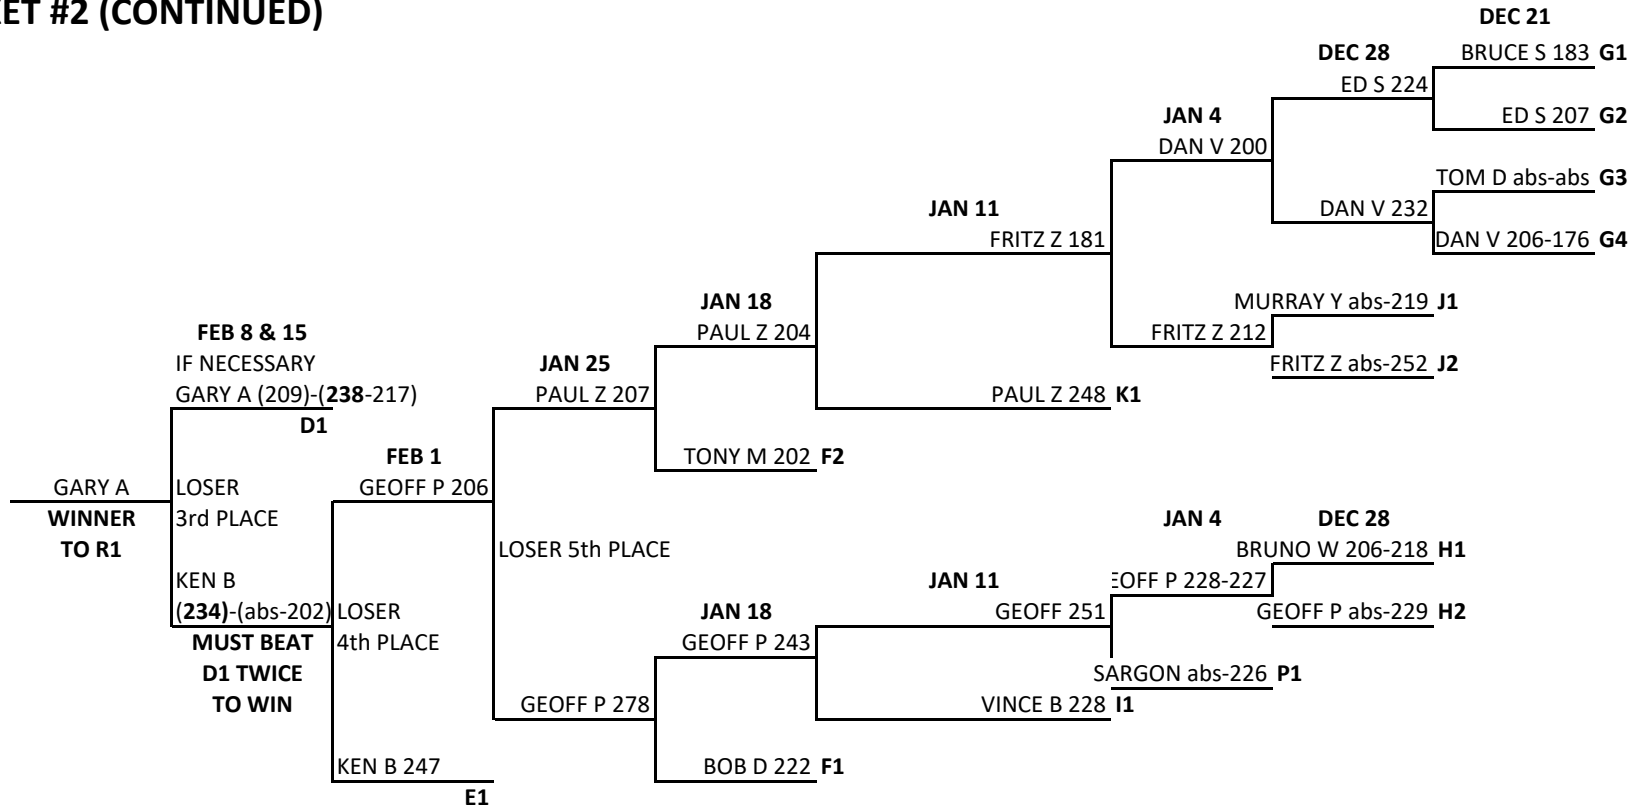 KET #2 (CONTINUED)
DEC 21
DEC 28
BRUCE S 183 G1
ED S 224
JAN 4
ED S 207 G2
DAN V 200
TOM D abs-abs G3
JAN 11
DAN V 232
FRITZ Z 181
DAN V 206-176 G4
JAN 18
MURRAY Y abs-219 J1
FEB 8 & 15
PAUL Z 204
FRITZ Z 212
IF NECESSARY
JAN 25
FRITZ Z abs-252 J2
GARY A (209)-(238-217)
PAUL Z 207
PAUL Z 248 K1
D1
FEB 1
TONY M 202 F2
GARY A
LOSER
GEOFF P 206
WINNER
3rd PLACE
JAN 4
DEC 28
TO R1
LOSER 5th PLACE
BRUNO W 206-218 H1
KEN B
JAN 11
EOFF P 228-227
(234)-(abs-202)
LOSER
JAN 18
GEOFF 251
GEOFF P abs-229 H2
MUST BEAT
4th PLACE
GEOFF P 243
D1 TWICE
SARGON abs-226 P1
TO WIN
GEOFF P 278
VINCE B 228 I1
KEN B 247
BOB D 222 F1
E1